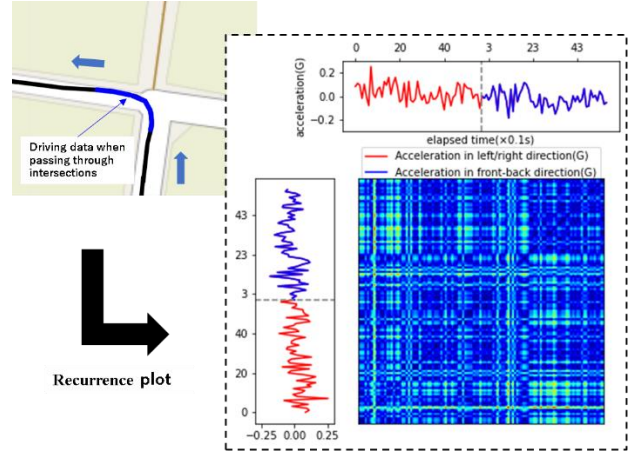 Driving data when
passing through
intersections
0 20 40 3 23 43
acceleration(G)
0.2
0.0
−0.2
elapsed time(×0.1s)
Acceleration in left/right direction(G)
Acceleration in front-back direction(G)
43
23
3
40
20
0
−0.25 0.00 0.25
Recurrence plot